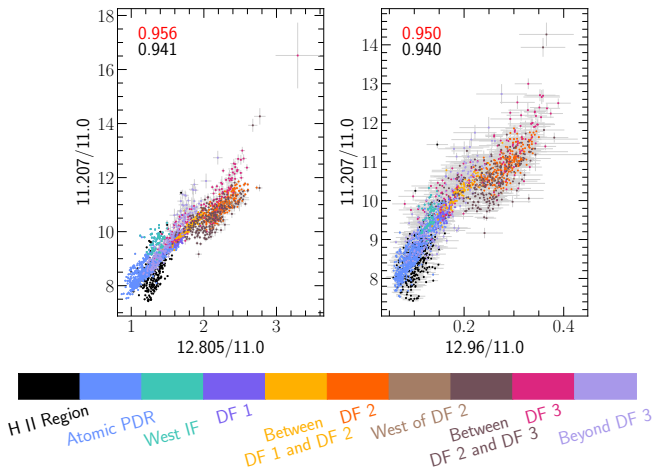 18
16
14
12
10
8
0.956
0.941
11.207/11.0
1
2
3
12.805/11.0
14
13
12
11
10
9
8
0.950
0.940
11.207/11.0
0.2
0.4
12.96/11.0
H II Region
Atomic PDR
West IF
DF 1
Between
DF 1 and DF 2
DF 2
West of DF 2
Between
DF 2 and DF 3
DF 3
Beyond DF 3